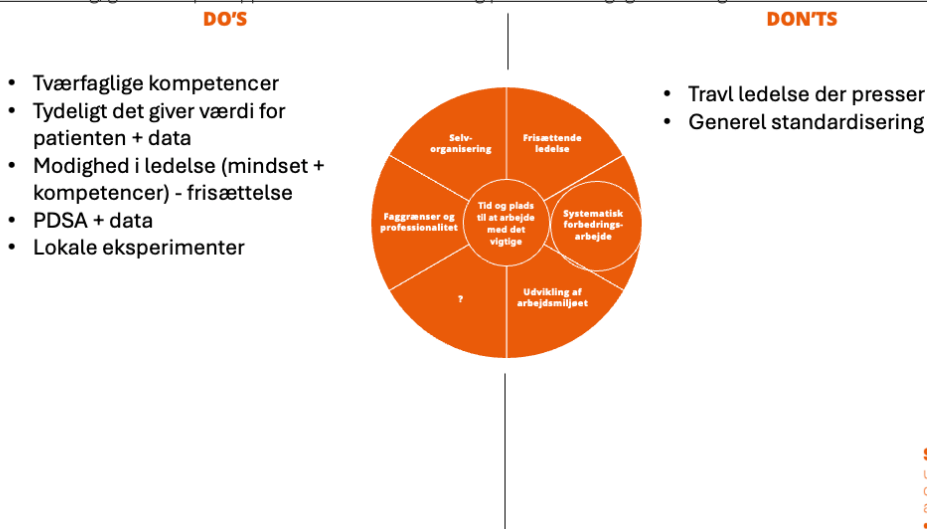 DO'S
DON'TS
• Tværfaglige kompetencer
• Tydeligt det giver værdi for
patienten + data
• Modighed i ledelse (mindset +
kompetencer) - frisættelse
• PDSA + data
• Lokale eksperimenter
Selv-
organisering
Frisættende
ledelse
Faggrænser og
professionalitet
Tid og plads
til at arbejde
med det
vigtige
Systematisk
forbedrings-
arbejde
?
Udvikling af
arbejdsmiljøet
• Travl ledelse der presser
• Generel standardisering